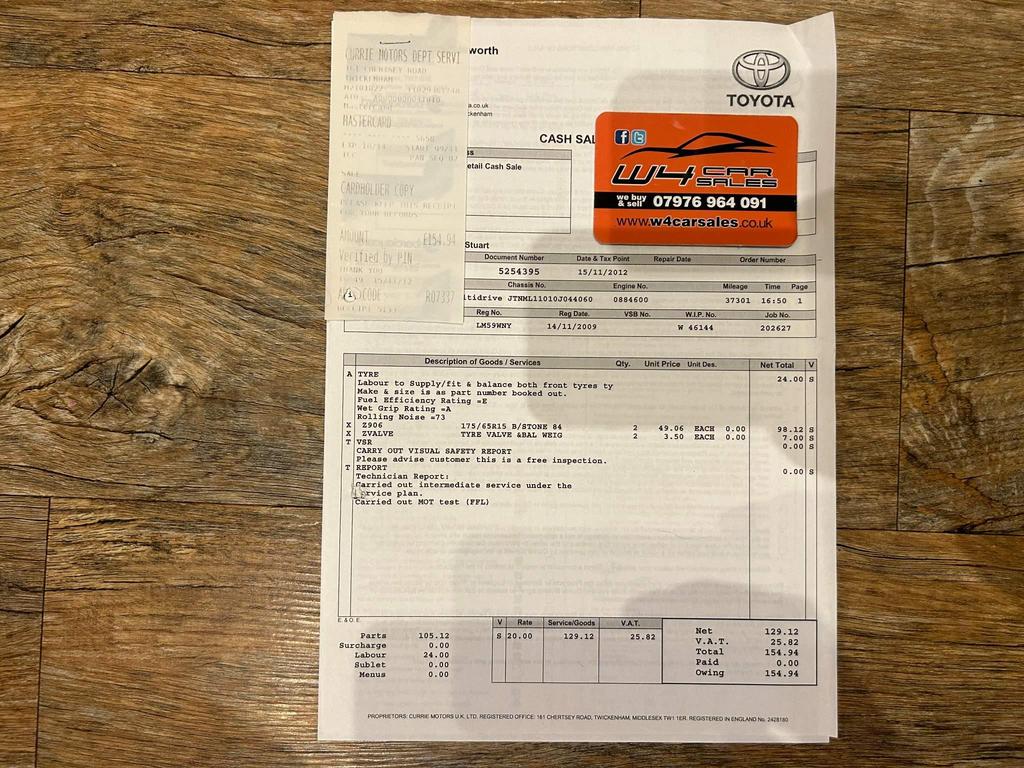 CURRIE MOTORS DEPT SERVI
161 CHERTSEY ROAD
TWICKENHAM
MASTERCARD
SALE
CARDHOLDER COPY
PLEASE KEEP THIS RECEIPT
FOR YOUR RECORDS
AMOUNT £154.94
Verified by PIN
THANK YOU
CODE R07337
worth
TOYOTA
a.co.uk
ckenham
CASH SAL
ss
etail Cash Sale
f t
W4 CAR SALES
we buy & sell 07976 964 091
www.w4carsales.co.uk
Stuart
Document Number Date & Tax Point Repair Date Order Number
5254395 15/11/2012
Chassis No. Engine No. Mileage Time Page
ltidrive JTNML11010J044060 0884600 37301 16:50 1
Reg No. Reg Date. VSB No. W.I.P. No. Job No.
LM59WNY 14/11/2009 W 46144 202627
Description of Goods / Services Qty. Unit Price Unit Des. Net Total V
A TYRE 24.00 S
Labour to Supply/fit & balance both front tyres ty
Make & size is as part number booked out.
Fuel Efficiency Rating =E
Wet Grip Rating =A
Rolling Noise =73
X Z906 175/65R15 B/STONE 84 2 49.06 EACH 0.00 98.12 S
X ZVALVE TYRE VALVE &BAL WEIG 2 3.50 EACH 0.00 7.00 S
T VSR 0.00 S
CARRY OUT VISUAL SAFETY REPORT
Please advise customer this is a free inspection.
T REPORT 0.00 S
Technician Report:
Carried out intermediate service under the
service plan.
Carried out MOT test (FFL)
E. & O. E.
V Rate Service/Goods V.A.T.
S 20.00 129.12 25.82
Parts 105.12
Surcharge 0.00
Labour 24.00
Sublet 0.00
Menus 0.00
Net 129.12
V.A.T. 25.82
Total 154.94
Paid 0.00
Owing 154.94
PROPRIETORS: CURRIE MOTORS U.K. LTD. REGISTERED OFFICE: 161 CHERTSEY ROAD, TWICKENHAM, MIDDLESEX TW1 1ER. REGISTERED IN ENGLAND No. 2428180